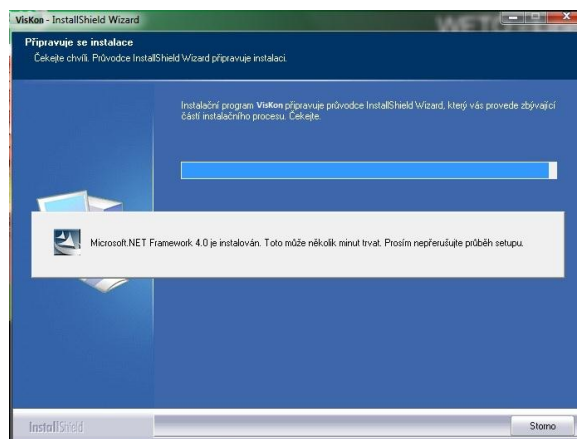 VisKon - InstallShield Wizard
Připravuje se instalace
Čekejte chvíli. Průvodce InstallShield Wizard připravuje instalaci.
Instalační program VisKon připravuje průvodce InstallShield Wizard, který vás provede zbývající
částí instalačního procesu. Čekejte.
Microsoft.NET Framework 4.0 je instalován. Toto může několik minut trvat. Prosím nepřerušujte průběh setupu.
InstallShield
Storno